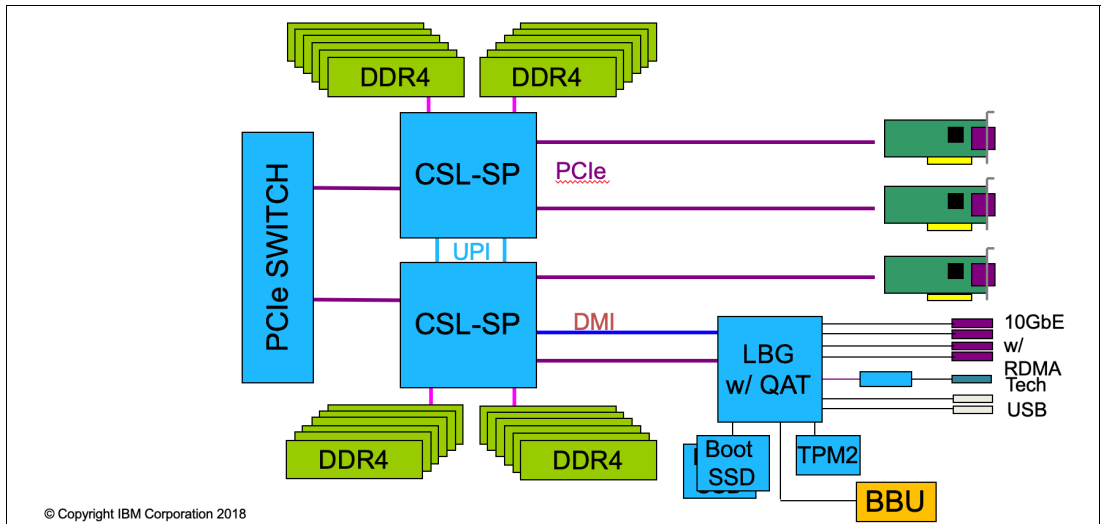 DDR4
DDR4
CSL-SP
PCIe
PCIe SWITCH
UPI
CSL-SP
DMI
10GbE
w/
RDMA
Tech
USB
LBG
w/ QAT
DDR4
DDR4
Boot
SSD
TPM2
BBU
© Copyright IBM Corporation 2018